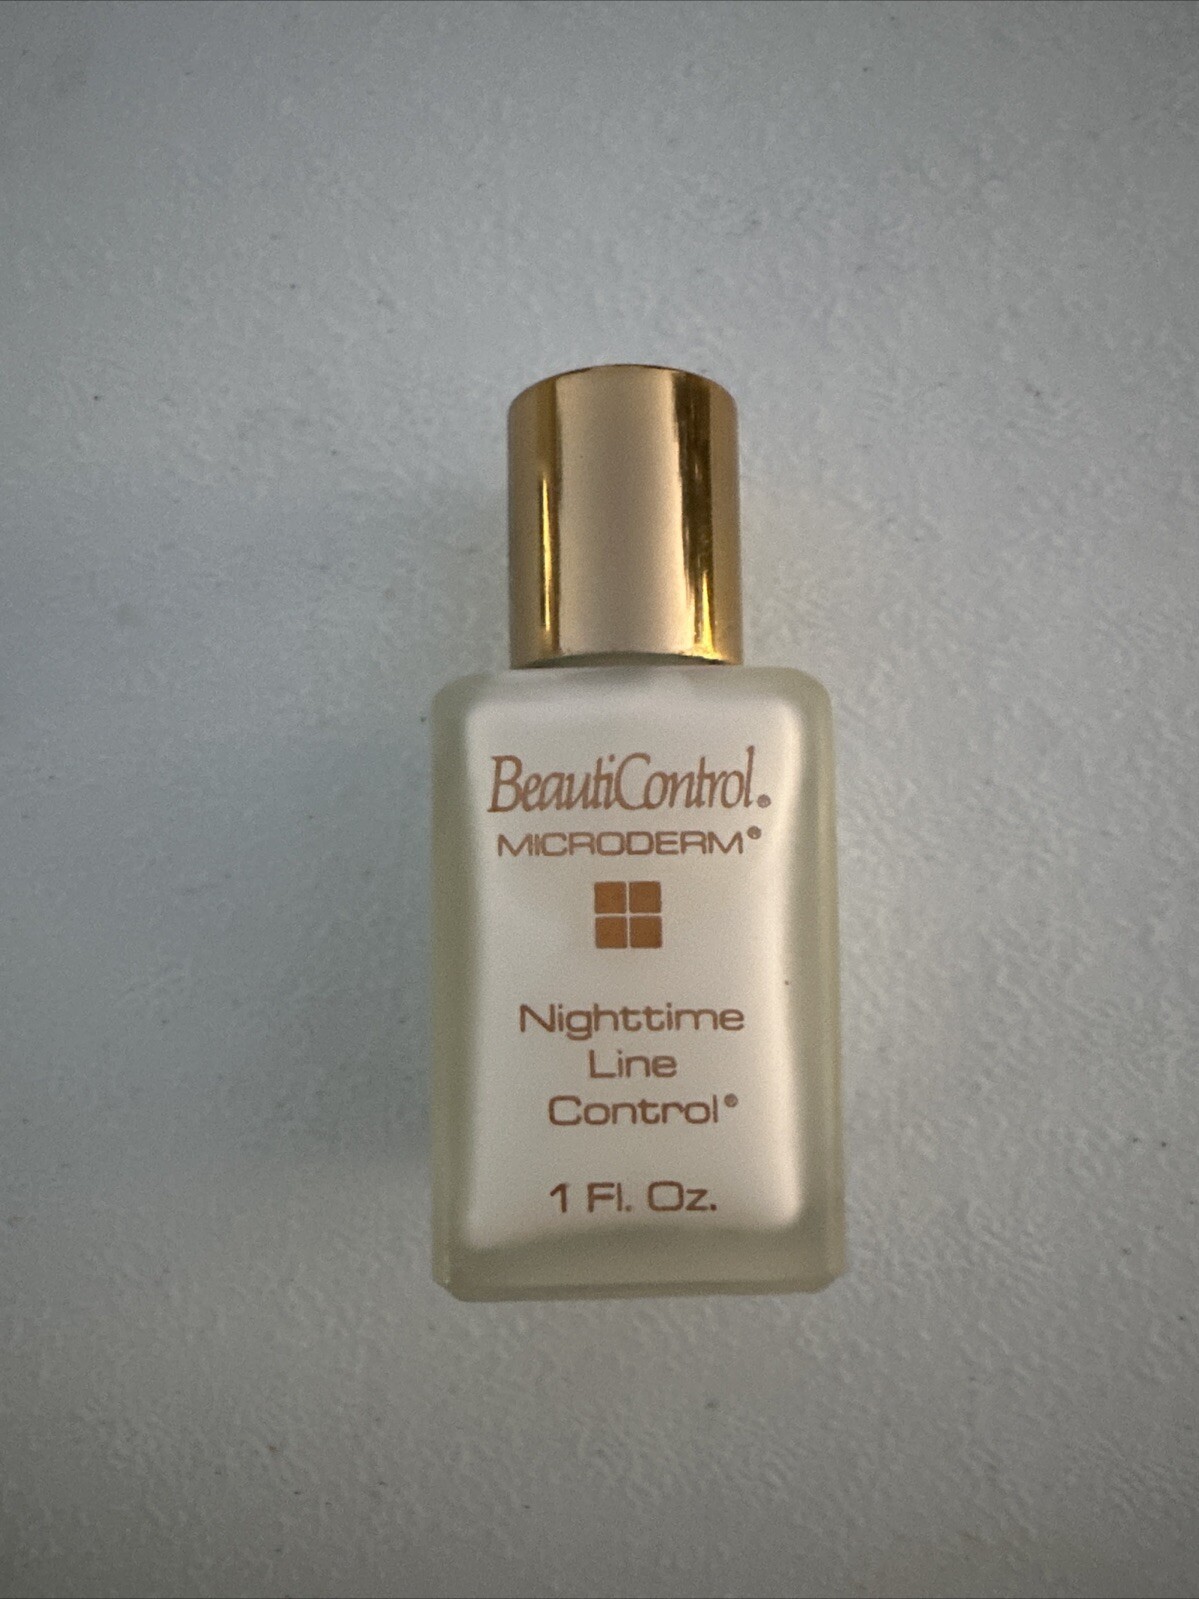 BeautiControl®
MICRODERM®
Nighttime
Line
Control®
1 Fl. Oz.